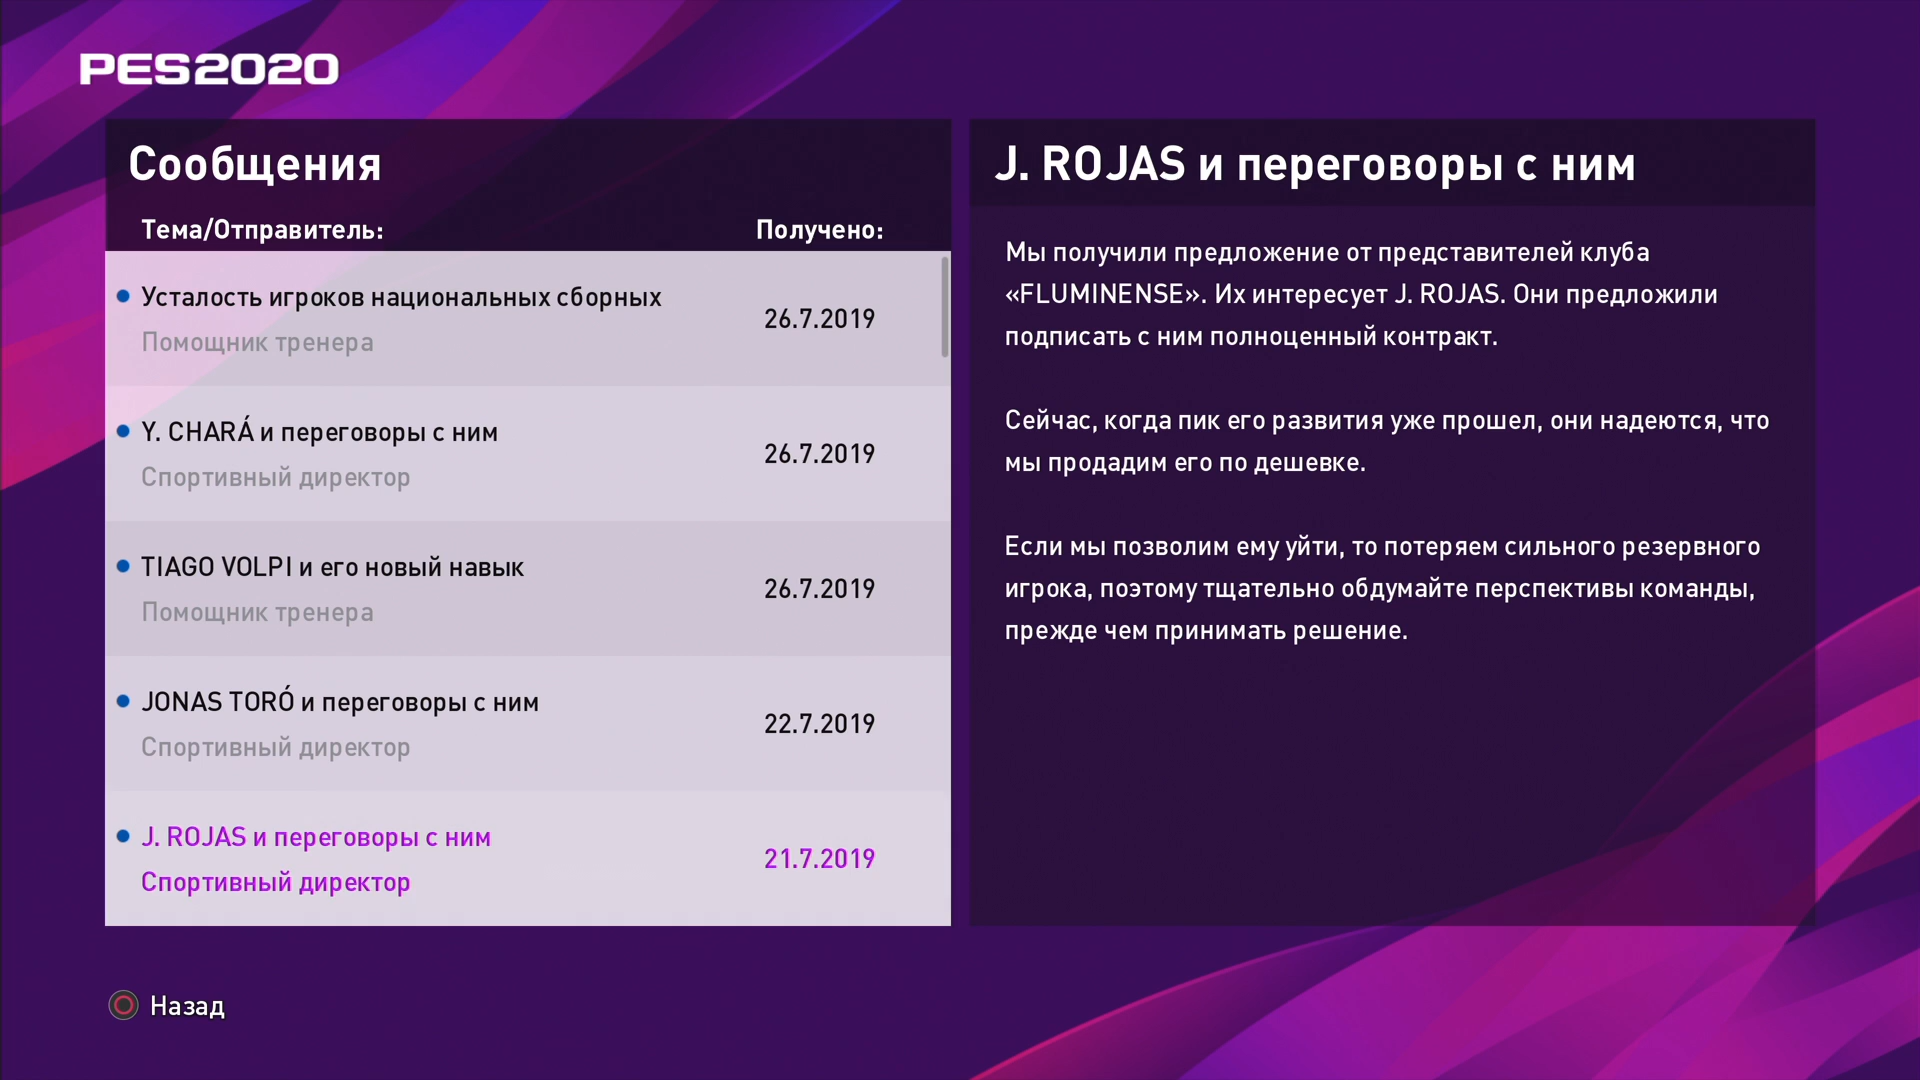 PES2020
Сообщения
Тема/Отправитель:
Получено:
Усталость игроков национальных сборных
Помощник тренера
26.7.2019
Y. CHARÁ и переговоры с ним
Спортивный директор
26.7.2019
TIAGO VOLPI и его новый навык
Помощник тренера
26.7.2019
JONAS TORÓ и переговоры с ним
Спортивный директор
22.7.2019
J. ROJAS и переговоры с ним
Спортивный директор
21.7.2019
J. ROJAS и переговоры с ним
Мы получили предложение от представителей клуба
«FLUMINENSE». Их интересует J. ROJAS. Они предложили
подписать с ним полноценный контракт.
Сейчас, когда пик его развития уже прошел, они надеются, что
мы продадим его по дешевке.
Если мы позволим ему уйти, то потеряем сильного резервного
игрока, поэтому тщательно обдумайте перспективы команды,
прежде чем принимать решение.
Назад